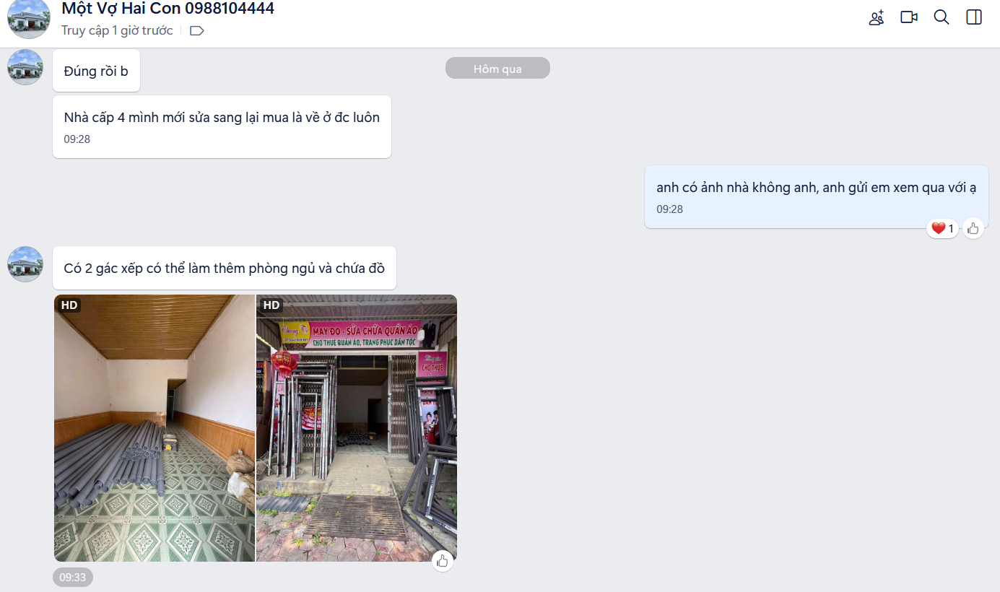 Một Vợ Hai Con 0988104444
Truy cập 1 giờ trước
Hôm qua
Đúng rồi b
Nhà cấp 4 mình mới sửa sang lại mua là về ở đc luôn
09:28
anh có ảnh nhà không anh, anh gửi em xem qua với ạ
09:28
1
Có 2 gác xếp có thể làm thêm phòng ngủ và chứa đồ
HD
HD
MAY ĐO - SỬA CHỮA QUẦN ÁO
CHO THUÊ QUẦN ÁO, TRANG PHỤC DÂN TỘC
CHO THUÊ
09:33